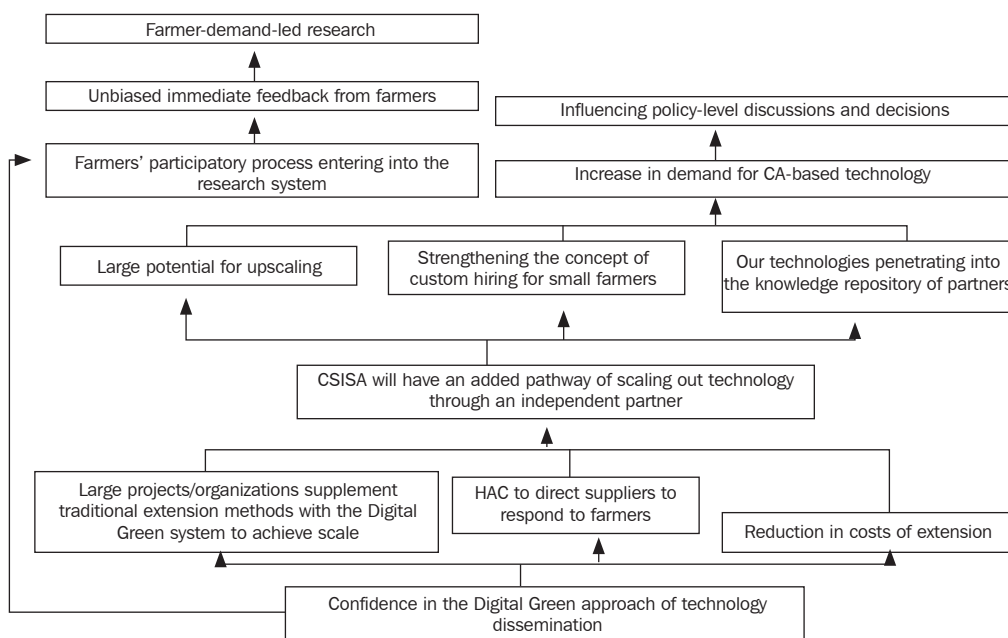 Farmer-demand-led research
Unbiased immediate feedback from farmers
Influencing policy-level discussions and decisions
Farmers’ participatory process entering into the
research system
Increase in demand for CA-based technology
Large potential for upscaling
Strengthening the concept of
custom hiring for small farmers
Our technologies penetrating into
the knowledge repository of partners
CSISA will have an added pathway of scaling out technology
through an independent partner
Large projects/organizations supplement
traditional extension methods with the Digital
Green system to achieve scale
HAC to direct suppliers to
respond to farmers
Reduction in costs of extension
Confidence in the Digital Green approach of technology
dissemination